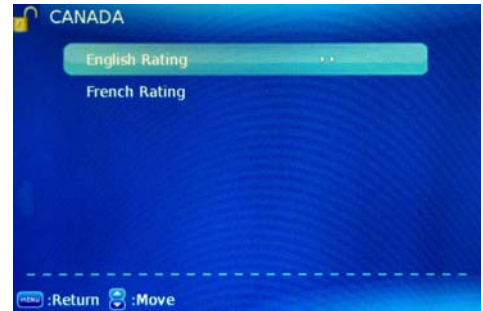 CANADA
English Rating
French Rating
MENU :Return :Move